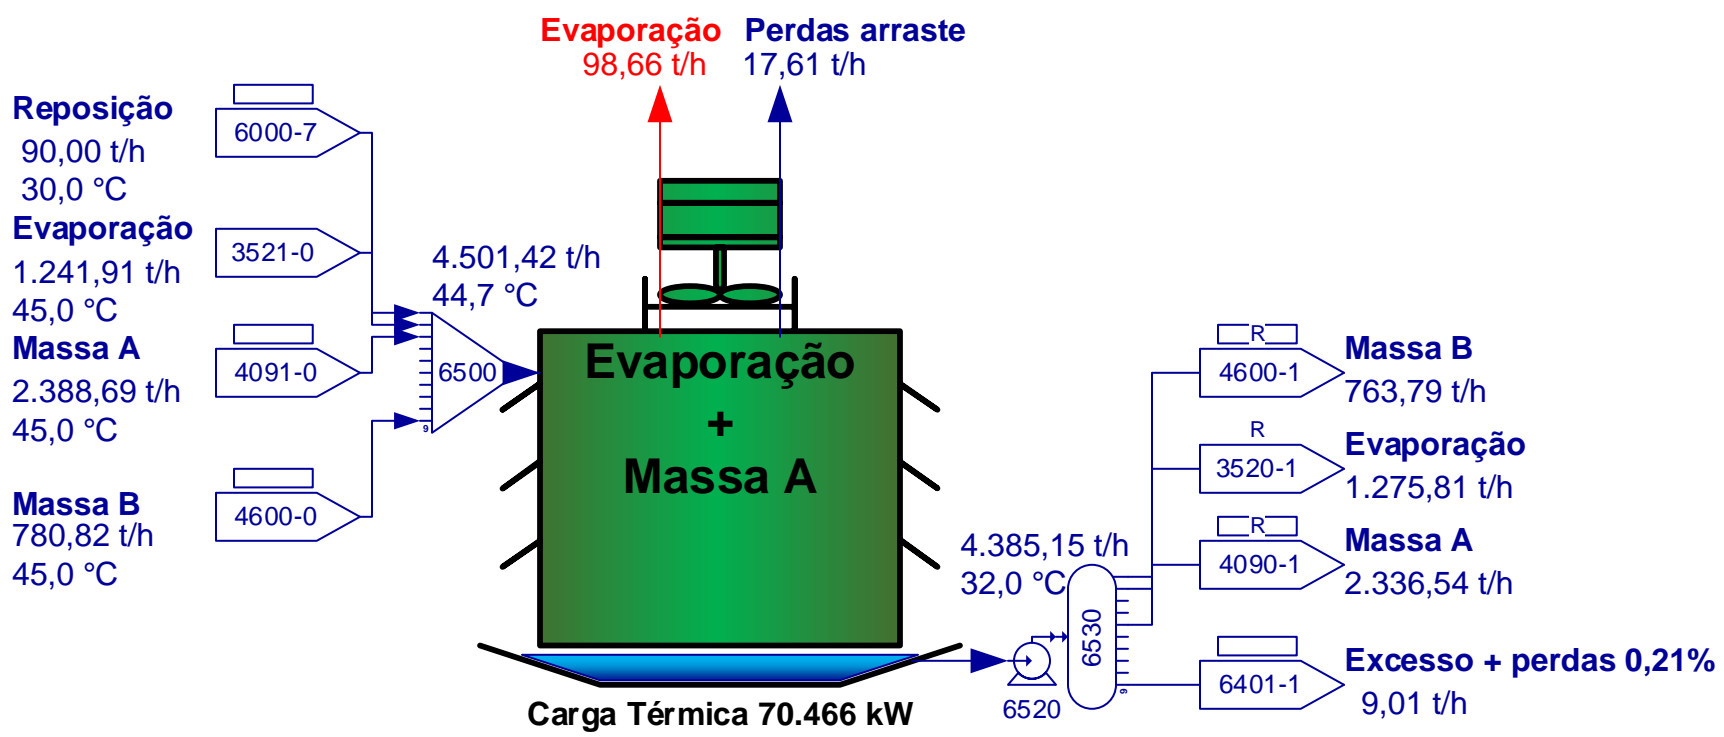 Evaporação
98,66 t/h
Perdas arraste
17,61 t/h
Reposição
90,00 t/h
30,0 °C
6000-7
Evaporação
1.241,91 t/h
45,0 °C
3521-0
Massa A
2.388,69 t/h
45,0 °C
4091-0
Massa B
780,82 t/h
45,0 °C
4600-0
4.501,42 t/h
44,7 °C
6500
9
Evaporação
+
Massa A
Carga Térmica 70.466 kW
4.385,15 t/h
32,0 °C
6520
6530
9
R
4600-1
Massa B
763,79 t/h
R
3520-1
Evaporação
1.275,81 t/h
R
4090-1
Massa A
2.336,54 t/h
6401-1
Excesso + perdas 0,21%
9,01 t/h